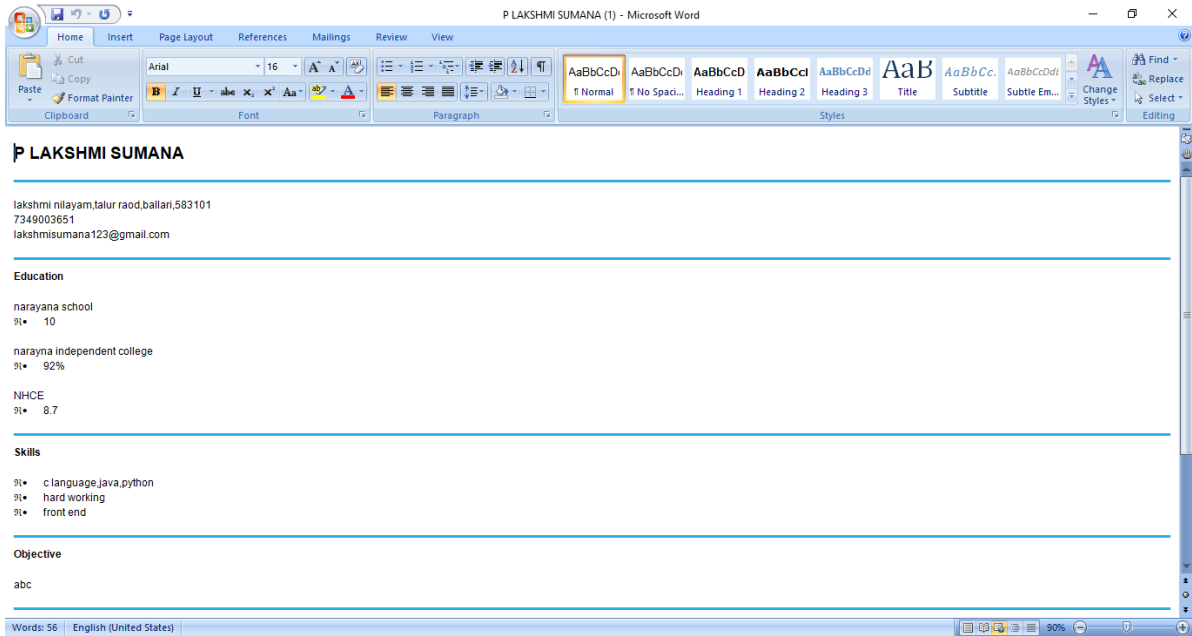 P LAKSHMI SUMANA (1) - Microsoft Word
Home Insert Page Layout References Mailings Review View
Paste
Cut
Copy
Format Painter
Clipboard
Arial 16
Font
Paragraph
AaBbCcDı AaBbCcDı AaBbCcD AaBbCcI AaBbCcDd AaB AaBbCc. AaBbCcDdı
¶ Normal ¶ No Spaci... Heading 1 Heading 2 Heading 3 Title Subtitle Subtle Em...
Change Styles
Styles
Find
Replace
Select
Editing
P LAKSHMI SUMANA
lakshmi nilayam,talur raod,ballari,583101
7349003651
lakshmisumana123@gmail.com
Education
narayana school
• 10
narayna independent college
• 92%
NHCE
• 8.7
Skills
• c language,java,python
• hard working
• front end
Objective
abc
Words: 56 English (United States) 90%